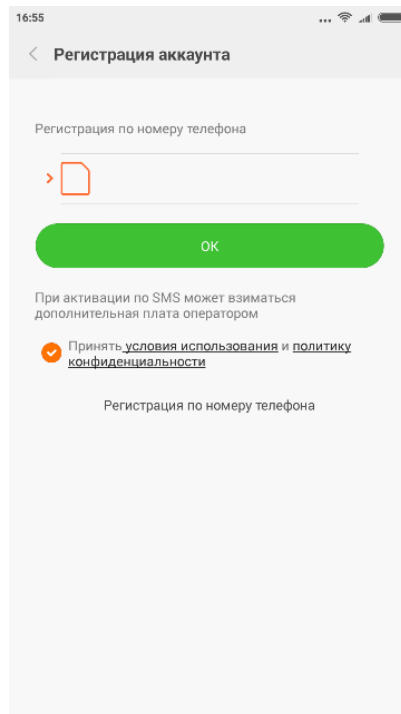 16:55
Регистрация аккаунта
Регистрация по номеру телефона
ОК
При активации по SMS может взиматься
дополнительная плата оператором
Принять условия использования и политику
конфиденциальности
Регистрация по номеру телефона